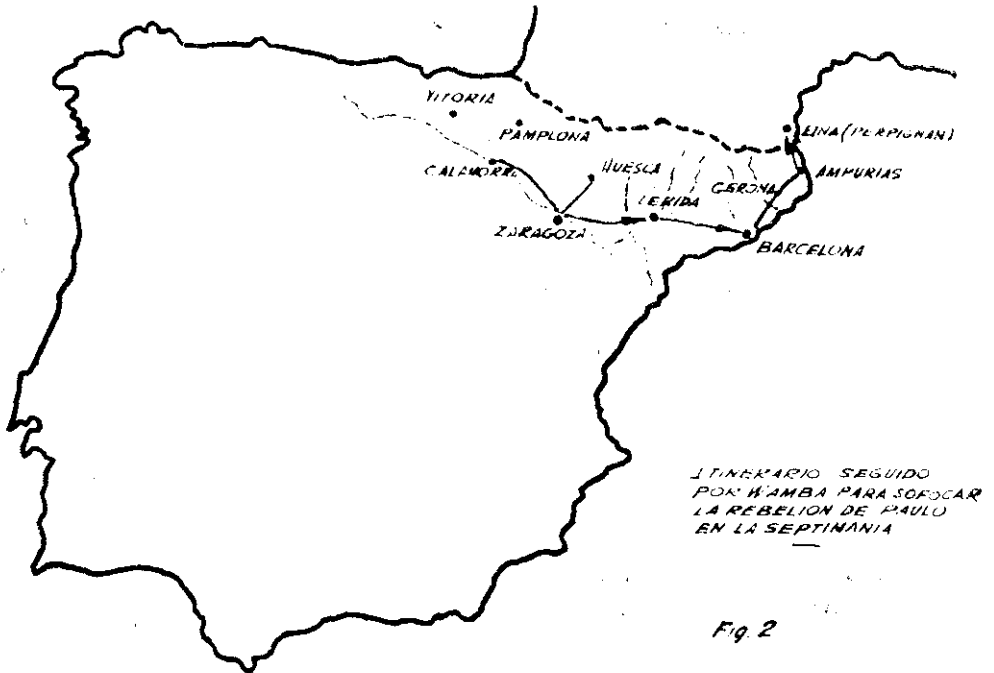 VITORIA
PAMPLONA
ELNA (PERPIGNAN)
CALAHORRA
HUESCA
AMPURIAS
GERONA
LERIDA
ZARAGOZA
BARCELONA
ITINERARIO SEGUIDO
POR WAMBA PARA SOFOCAR
LA REBELION DE PAULO
EN LA SEPTIMANIA
Fig. 2